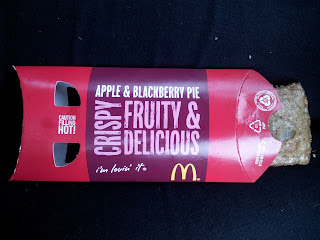 APPLE & BLACKBERRY PIE
CRISPY
FRUITY &
DELICIOUS
i'm lovin' it.
CAUTION
FILLING
HOT!